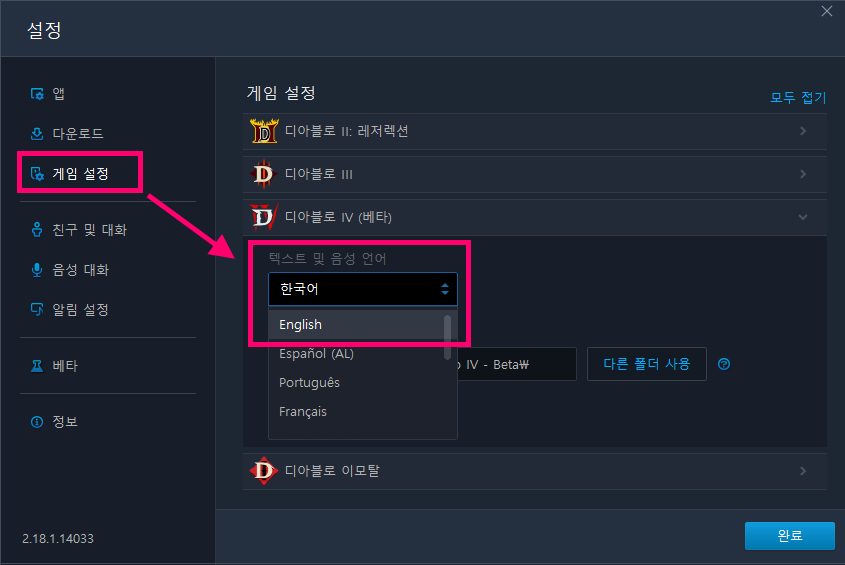 설정
앱
다운로드
게임 설정
친구 및 대화
음성 대화
알림 설정
베타
정보
2.18.1.14033
게임 설정
모두 접기
디아블로 II: 레저렉션
디아블로 III
디아블로 IV (베타)
텍스트 및 음성 언어
한국어
English
Español (AL)
Português
Français
IV - Beta₩
다른 폴더 사용
디아블로 이모탈
완료